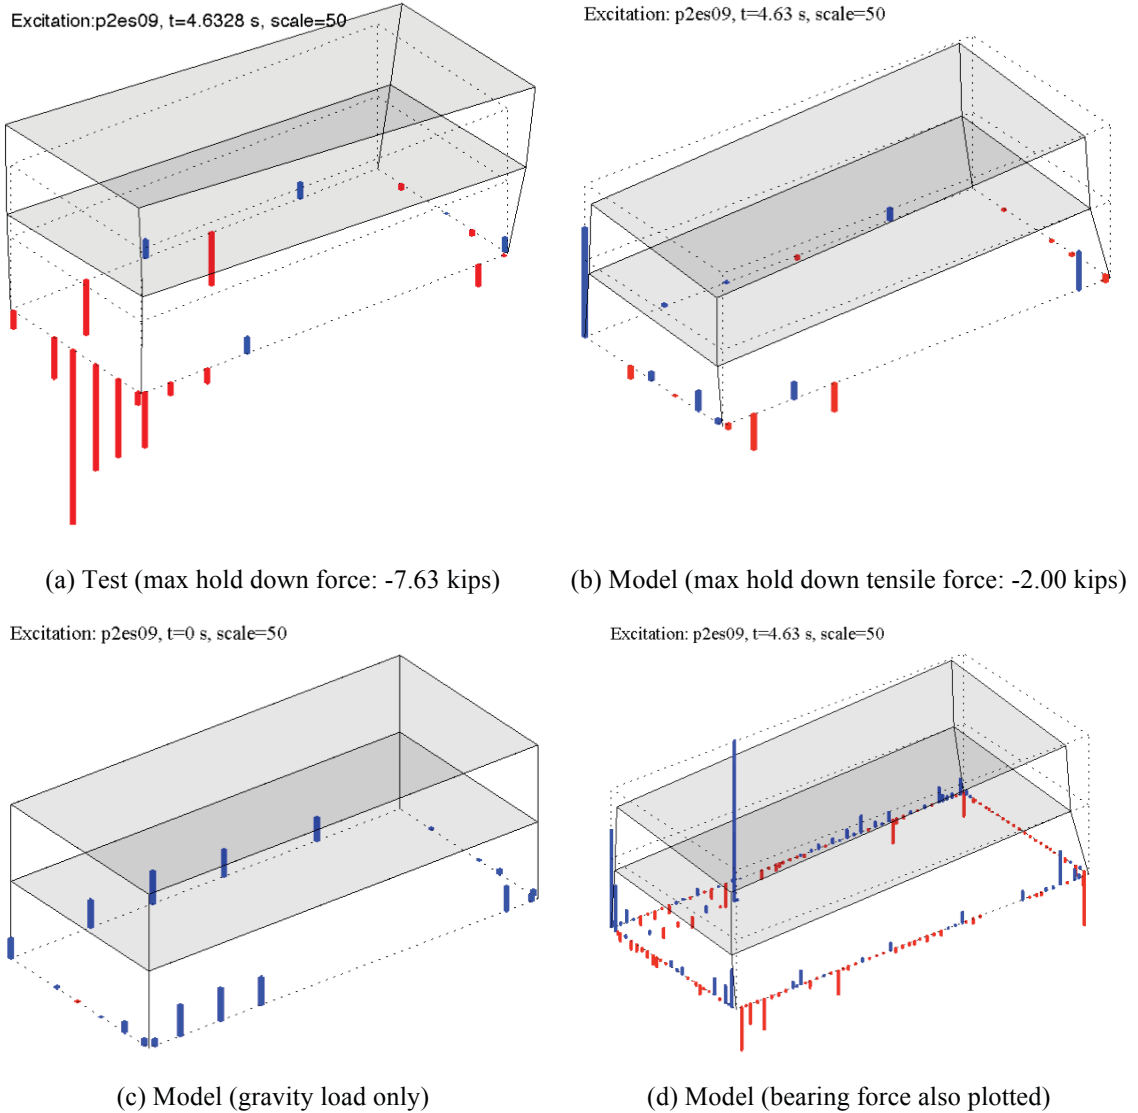 Excitation: p2es09, t=4.6328 s, scale=50
Excitation: p2es09, t=4.63 s, scale=50
(a) Test (max hold down force: -7.63 kips)
(b) Model (max hold down tensile force: -2.00 kips)
Excitation: p2es09, t=0 s, scale=50
Excitation: p2es09, t=4.63 s, scale=50
(c) Model (gravity load only)
(d) Model (bearing force also plotted)